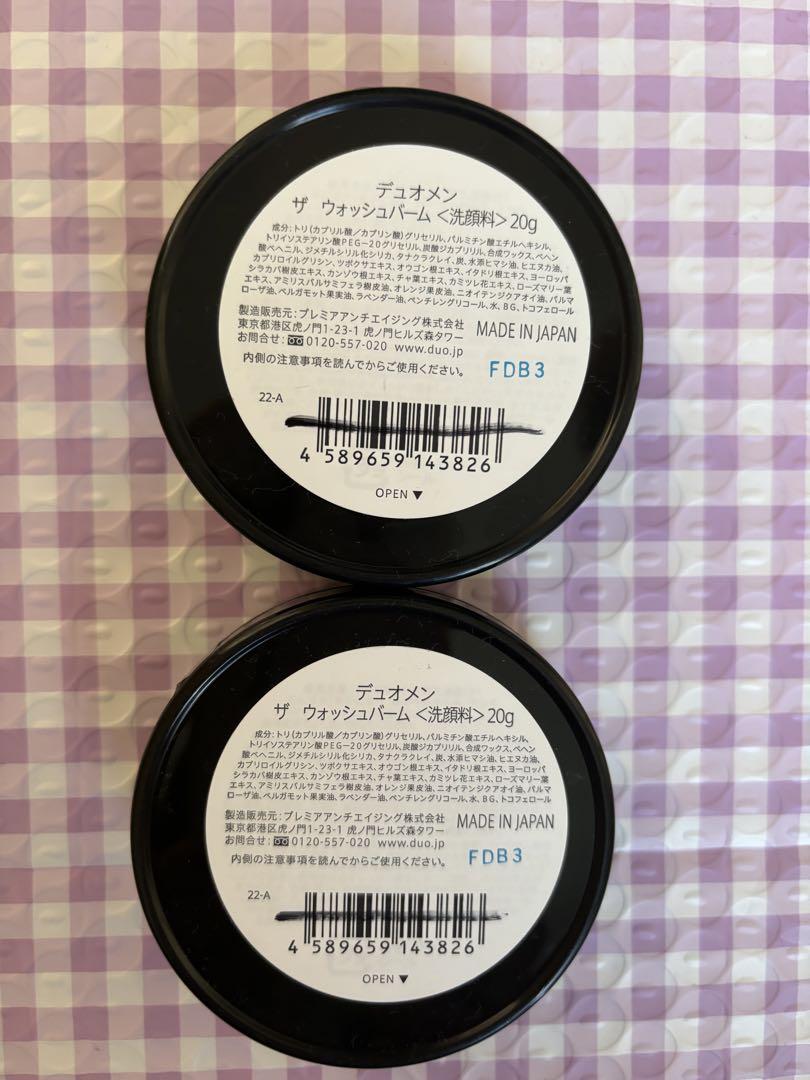 デュオメン
ザ ウォッシュバーム＜洗顔料＞20g
成分：トリ（カプリル酸／カプリン酸）グリセリル、パルミチン酸エチルヘキシル、
トリイソステアリン酸PEG－20グリセリル、炭酸ジカプリリル、合成ワックス、ベヘン
酸ベヘニル、ジメチルシリル化シリカ、タナクラクレイ、炭、水添ヒマシ油、ヒエヌカ油、
カプリロイルグリシン、ツボクサエキス、オウゴン根エキス、イタドリ根エキス、ヨーロッパ
シラカバ樹皮エキス、カンゾウ根エキス、チャ葉エキス、カミツレ花エキス、ローズマリー葉
エキス、アミリスバルサミフェラ樹皮油、オレンジ果皮油、ニオイテンジクアオイ油、パルマ
ローザ油、ベルガモット果実油、ラベンダー油、ペンチレングリコール、水、BG、トコフェロール
製造販売元：プレミアアンチエイジング株式会社
東京都港区虎ノ門1-23-1 虎ノ門ヒルズ森タワー
MADE IN JAPAN
お問合せ：0120-557-020 www.duo.jp
内側の注意事項を読んでからご使用ください。
FDB3
22-A
4 589659 143826
OPEN ▼
デュオメン
ザ ウォッシュバーム＜洗顔料＞20g
成分：トリ（カプリル酸／カプリン酸）グリセリル、パルミチン酸エチルヘキシル、
トリイソステアリン酸PEG－20グリセリル、炭酸ジカプリリル、合成ワックス、ベヘン
酸ベヘニル、ジメチルシリル化シリカ、タナクラクレイ、炭、水添ヒマシ油、ヒエヌカ油、
カプリロイルグリシン、ツボクサエキス、オウゴン根エキス、イタドリ根エキス、ヨーロッパ
シラカバ樹皮エキス、カンゾウ根エキス、チャ葉エキス、カミツレ花エキス、ローズマリー葉
エキス、アミリスバルサミフェラ樹皮油、オレンジ果皮油、ニオイテンジクアオイ油、パルマ
ローザ油、ベルガモット果実油、ラベンダー油、ペンチレングリコール、水、BG、トコフェロール
製造販売元：プレミアアンチエイジング株式会社
東京都港区虎ノ門1-23-1 虎ノ門ヒルズ森タワー
MADE IN JAPAN
お問合せ：0120-557-020 www.duo.jp
内側の注意事項を読んでからご使用ください。
FDB3
22-A
4 589659 143826
OPEN ▼